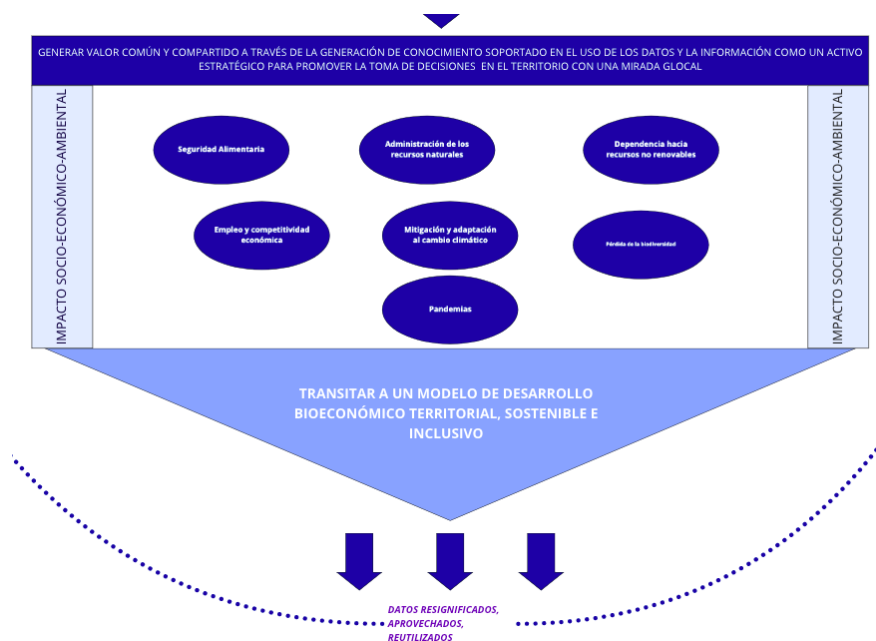 GENERAR VALOR COMÚN Y COMPARTIDO A TRAVÉS DE LA GENERACIÓN DE CONOCIMIENTO SOPORTADO EN EL USO DE LOS DATOS Y LA INFORMACIÓN COMO UN ACTIVO
ESTRATÉGICO PARA PROMOVER LA TOMA DE DECISIONES EN EL TERRITORIO CON UNA MIRADA GLOCAL
IMPACTO SOCIO-ECONÓMICO-AMBIENTAL
Seguridad Alimentaria
Administración de los
recursos naturales
Dependencia hacia
recursos no renovables
Empleo y competitividad
económica
Mitigación y adaptación
al cambio climático
Pérdida de la biodiversidad
Pandemias
IMPACTO SOCIO-ECONÓMICO-AMBIENTAL
TRANSITAR A UN MODELO DE DESARROLLO
BIOECONÓMICO TERRITORIAL, SOSTENIBLE E
INCLUSIVO
DATOS RESIGNIFICADOS,
APROVECHADOS,
REUTILIZADOS